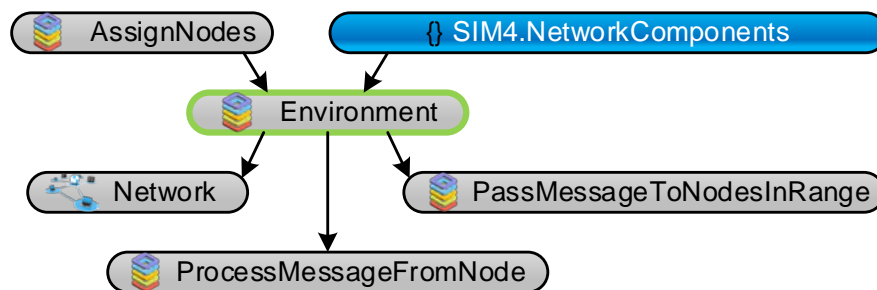 AssignNodes
{} SIM4.NetworkComponents
Environment
Network
PassMessageToNodesInRange
ProcessMessageFromNode